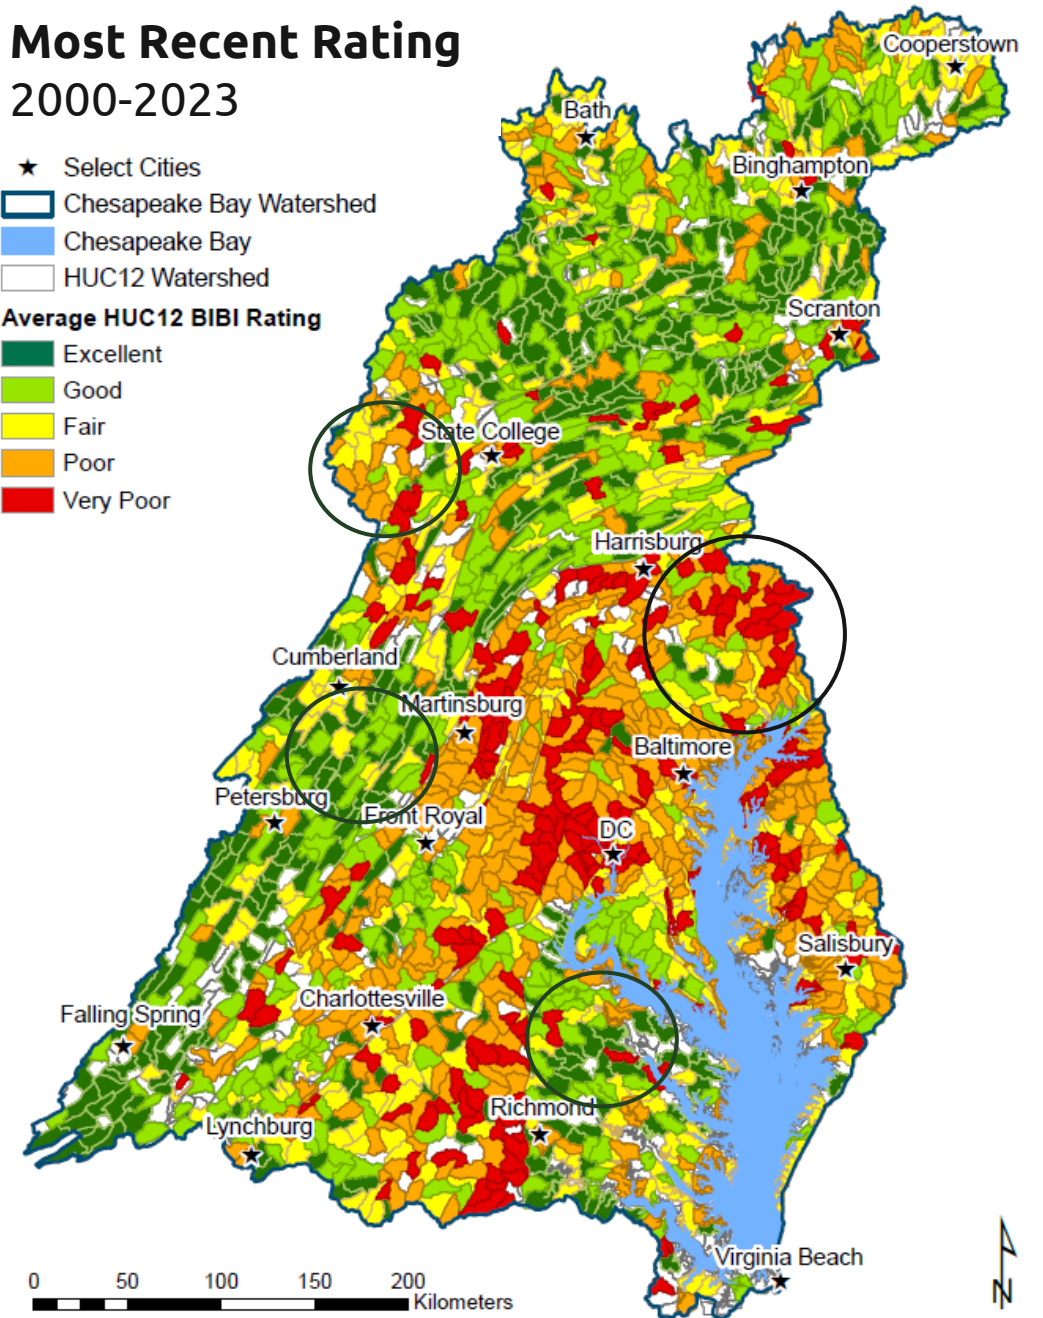 Most Recent Rating
2000-2023
Select Cities
Chesapeake Bay Watershed
Chesapeake Bay
HUC12 Watershed
Average HUC12 BIBI Rating
Excellent
Good
Fair
Poor
Very Poor
Cooperstown
Bath
Binghampton
Scranton
State College
Harrisburg
Cumberland
Martinsburg
Baltimore
Petersburg
Front Royal
DC
Salisbury
Charlottesville
Falling Spring
Richmond
Lynchburg
Virginia Beach
0 50 100 150 200
Kilometers
N